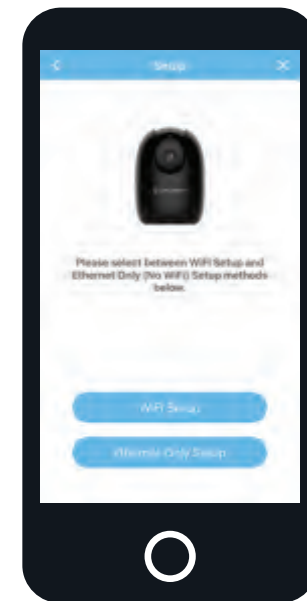 Setup
Please select between WiFi Setup and
Ethernet Only (No WiFi) Setup methods
below.
WiFi Setup
Ethernet Only Setup